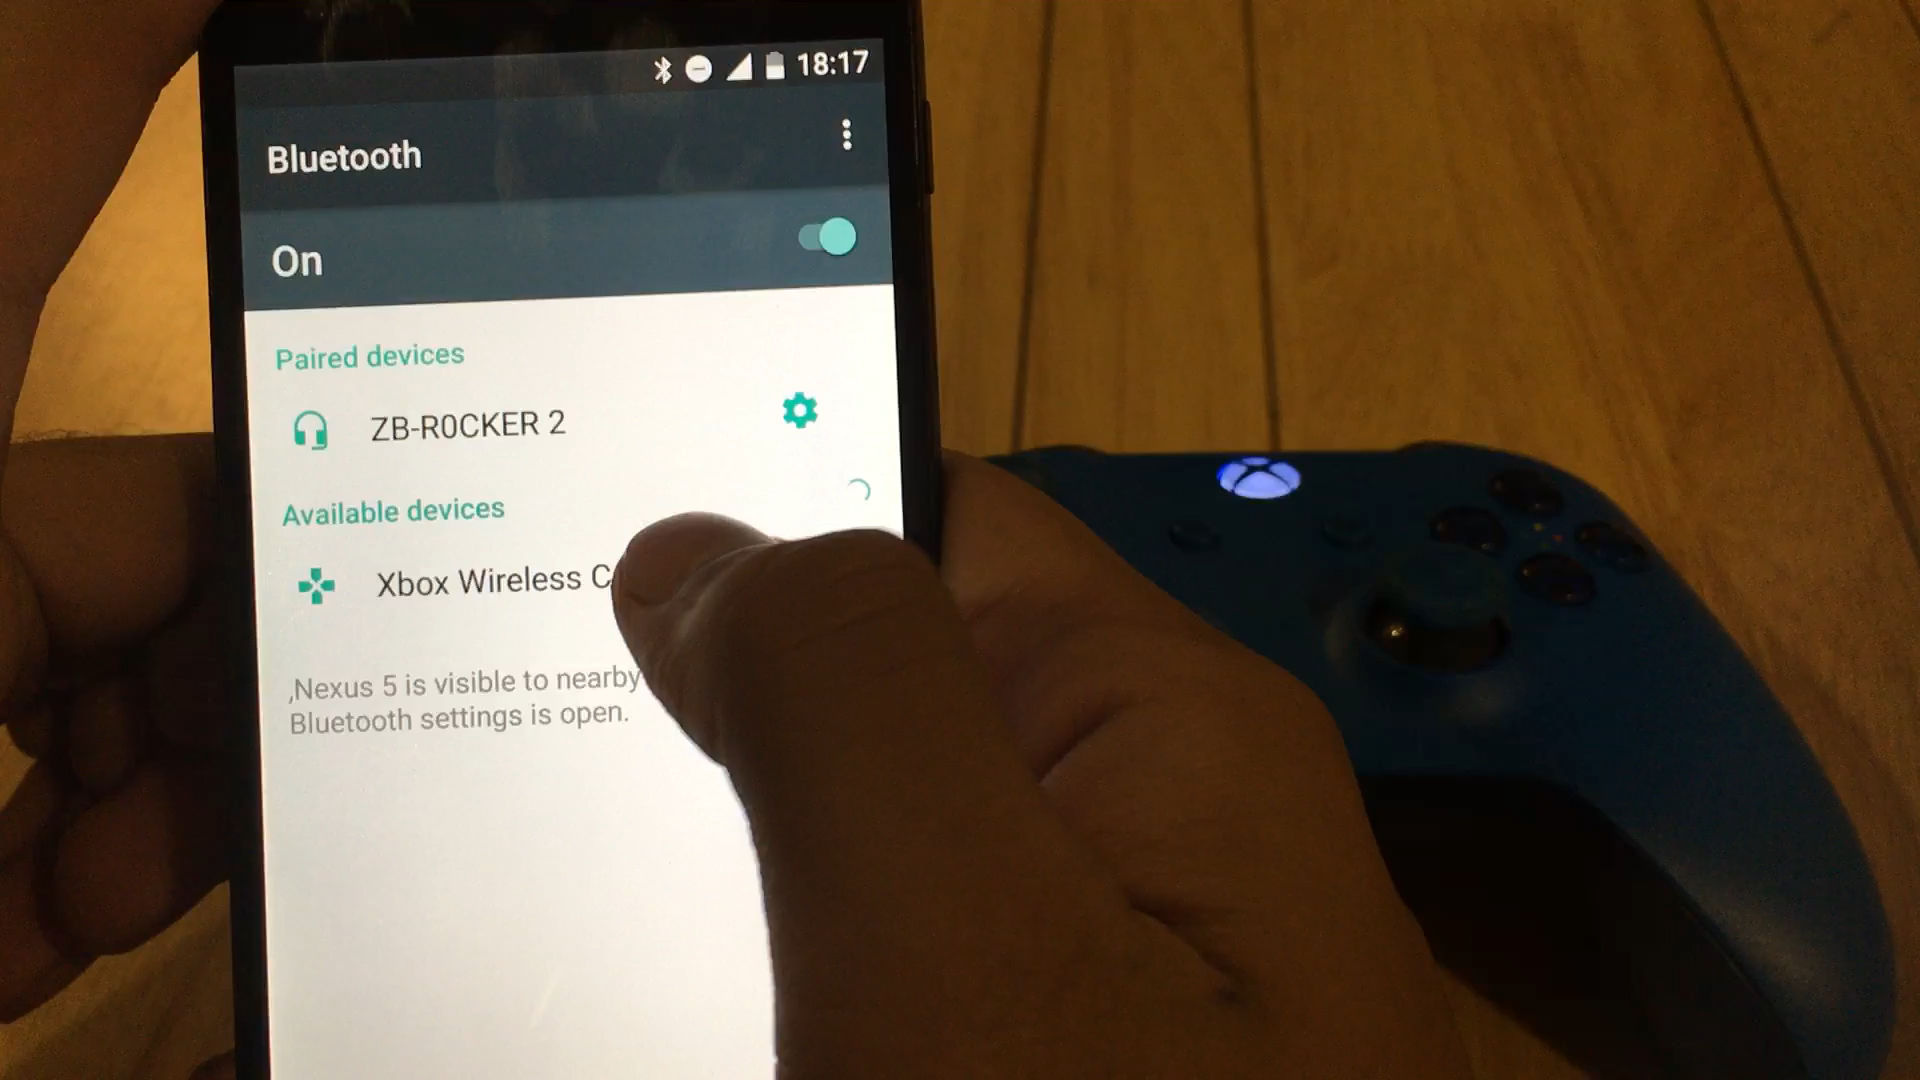 18:17
Bluetooth
On
Paired devices
ZB-R0CKER 2
Available devices
Xbox Wireless
,Nexus 5 is visible to nearby
Bluetooth settings is open.